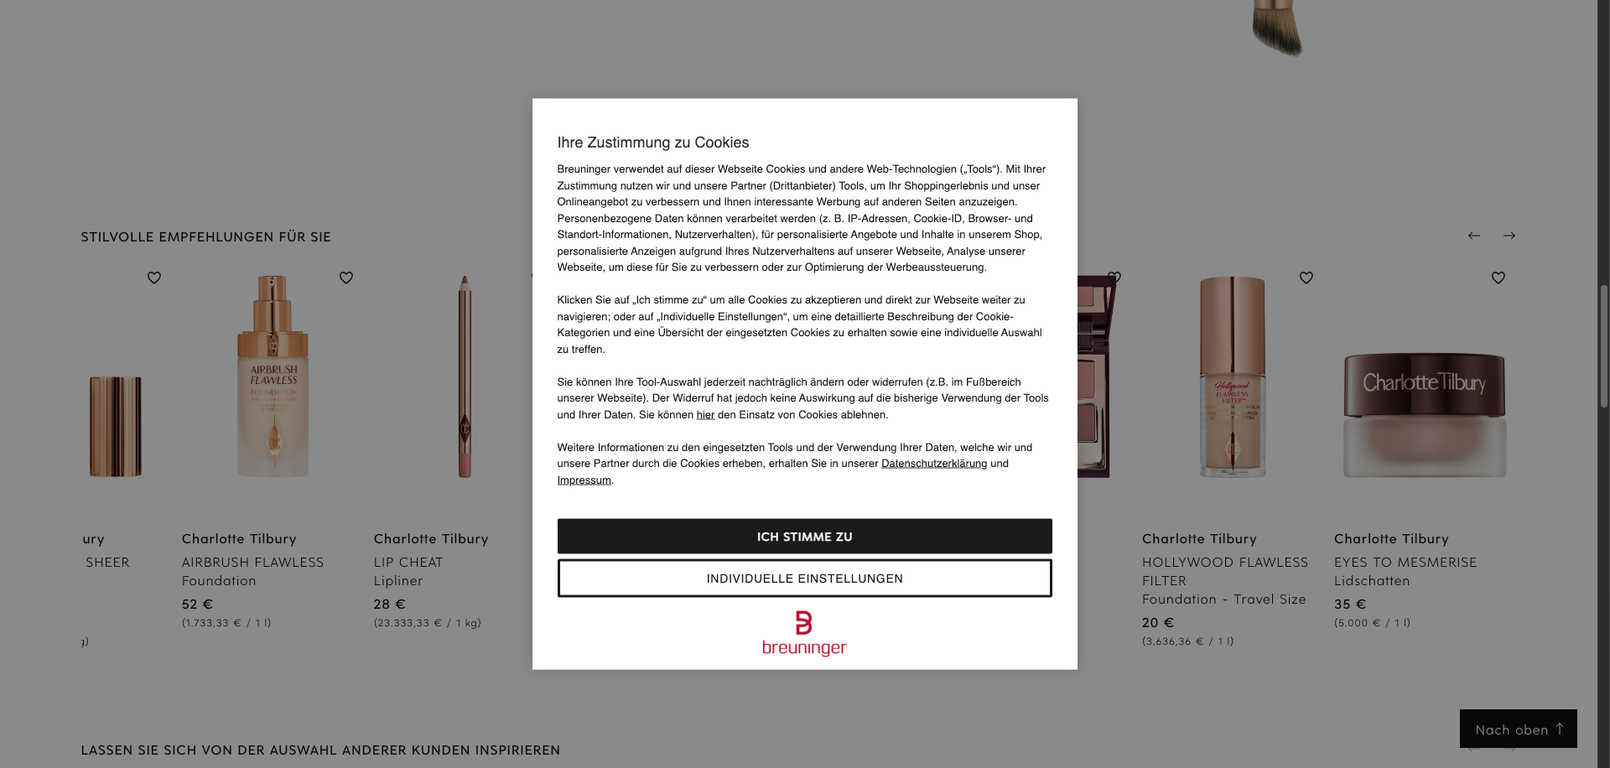 Ihre Zustimmung zu Cookies
Breuninger verwendet auf dieser Webseite Cookies und andere Web-Technologien („Tools“). Mit Ihrer
Zustimmung nutzen wir und unsere Partner (Drittanbieter) Tools, um Ihr Shoppingerlebnis und unser
Onlineangebot zu verbessern und Ihnen interessante Werbung auf anderen Seiten anzuzeigen.
Personenbezogene Daten können verarbeitet werden (z. B. IP-Adressen, Cookie-ID, Browser- und
Standort-Informationen, Nutzerverhalten), für personalisierte Angebote und Inhalte in unserem Shop,
personalisierte Anzeigen aufgrund Ihres Nutzerverhaltens auf unserer Webseite, Analyse unserer
Webseite, um diese für Sie zu verbessern oder zur Optimierung der Werbeaussteuerung.
Klicken Sie auf „Ich stimme zu“ um alle Cookies zu akzeptieren und direkt zur Webseite weiter zu
navigieren; oder auf „Individuelle Einstellungen“, um eine detaillierte Beschreibung der Cookie-
Kategorien und eine Übersicht der eingesetzten Cookies zu erhalten sowie eine individuelle Auswahl
zu treffen.
Sie können Ihre Tool-Auswahl jederzeit nachträglich ändern oder widerrufen (z.B. im Fußbereich
unserer Webseite). Der Widerruf hat jedoch keine Auswirkung auf die bisherige Verwendung der Tools
und Ihrer Daten. Sie können hier den Einsatz von Cookies ablehnen.
Weitere Informationen zu den eingesetzten Tools und der Verwendung Ihrer Daten, welche wir und
unsere Partner durch die Cookies erheben, erhalten Sie in unserer Datenschutzerklärung und
Impressum.
ICH STIMME ZU
INDIVIDUELLE EINSTELLUNGEN
breuninger
STILVOLLE EMPFEHLUNGEN FÜR SIE
AIRBRUSH
FLAWLESS
FOUNDATION
Hollywood
FLAWLESS
FILTER
Charlotte Tilbury
ury
SHEER
g)
Charlotte Tilbury
AIRBRUSH FLAWLESS
Foundation
52 €
(1.733,33 € / 1 l)
Charlotte Tilbury
LIP CHEAT
Lipliner
28 €
(23.333,33 € / 1 kg)
Charlotte Tilbury
HOLLYWOOD FLAWLESS
FILTER
Foundation - Travel Size
20 €
(3.636,36 € / 1 l)
Charlotte Tilbury
EYES TO MESMERISE
Lidschatten
35 €
(5.000 € / 1 l)
Nach oben ↑
LASSEN SIE SICH VON DER AUSWAHL ANDERER KUNDEN INSPIRIEREN